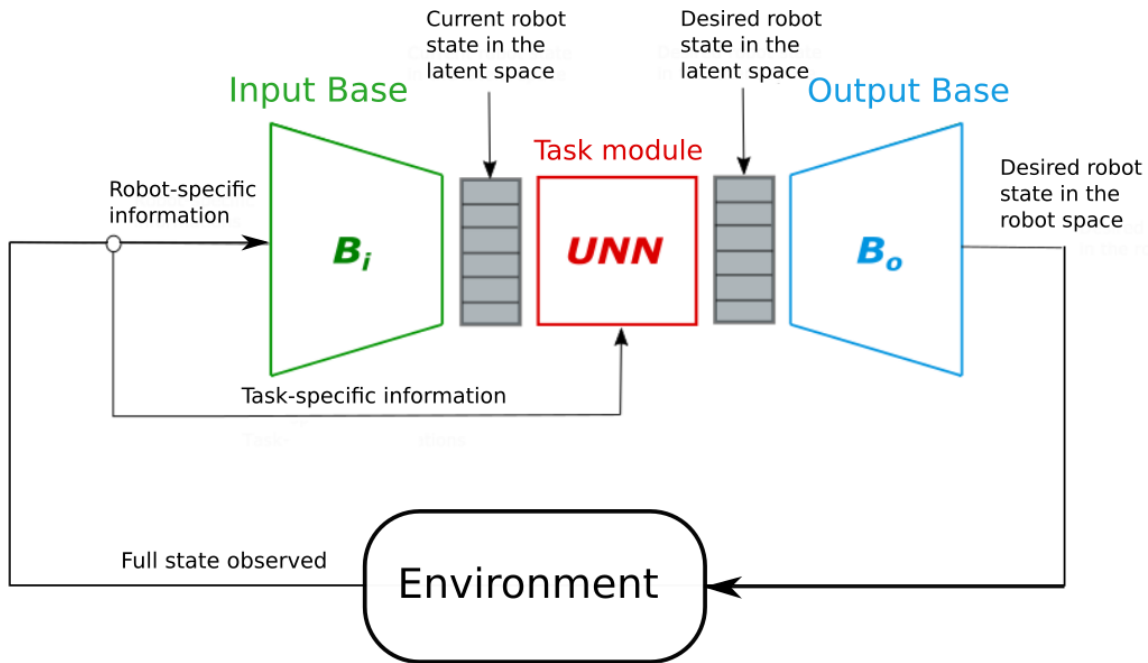 Current robot
state in the
latent space
Desired robot
state in the
latent space
Input Base
Output Base
Task module
Desired robot
state in the
robot space
Robot-specific
information
Bi
UNN
Bo
Task-specific information
Full state observed
Environment